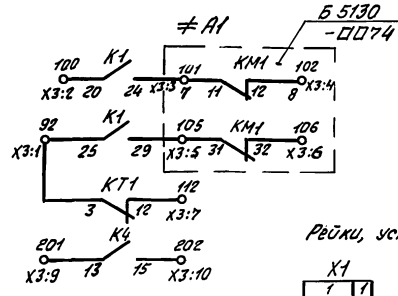 Б 5130
-□□74
≠A1
100 K1 101 KM1 102
X3:2 20 24 X3:3 7 11 12 8 X3:4
92 K1 105 KM1 106
X3:1 25 29 X3:5 31 32 X3:6
KT1 112
3 12 X3:7
201 K4 202
X3:9 13 15 X3:10
Рейки, ус
X1
1 1